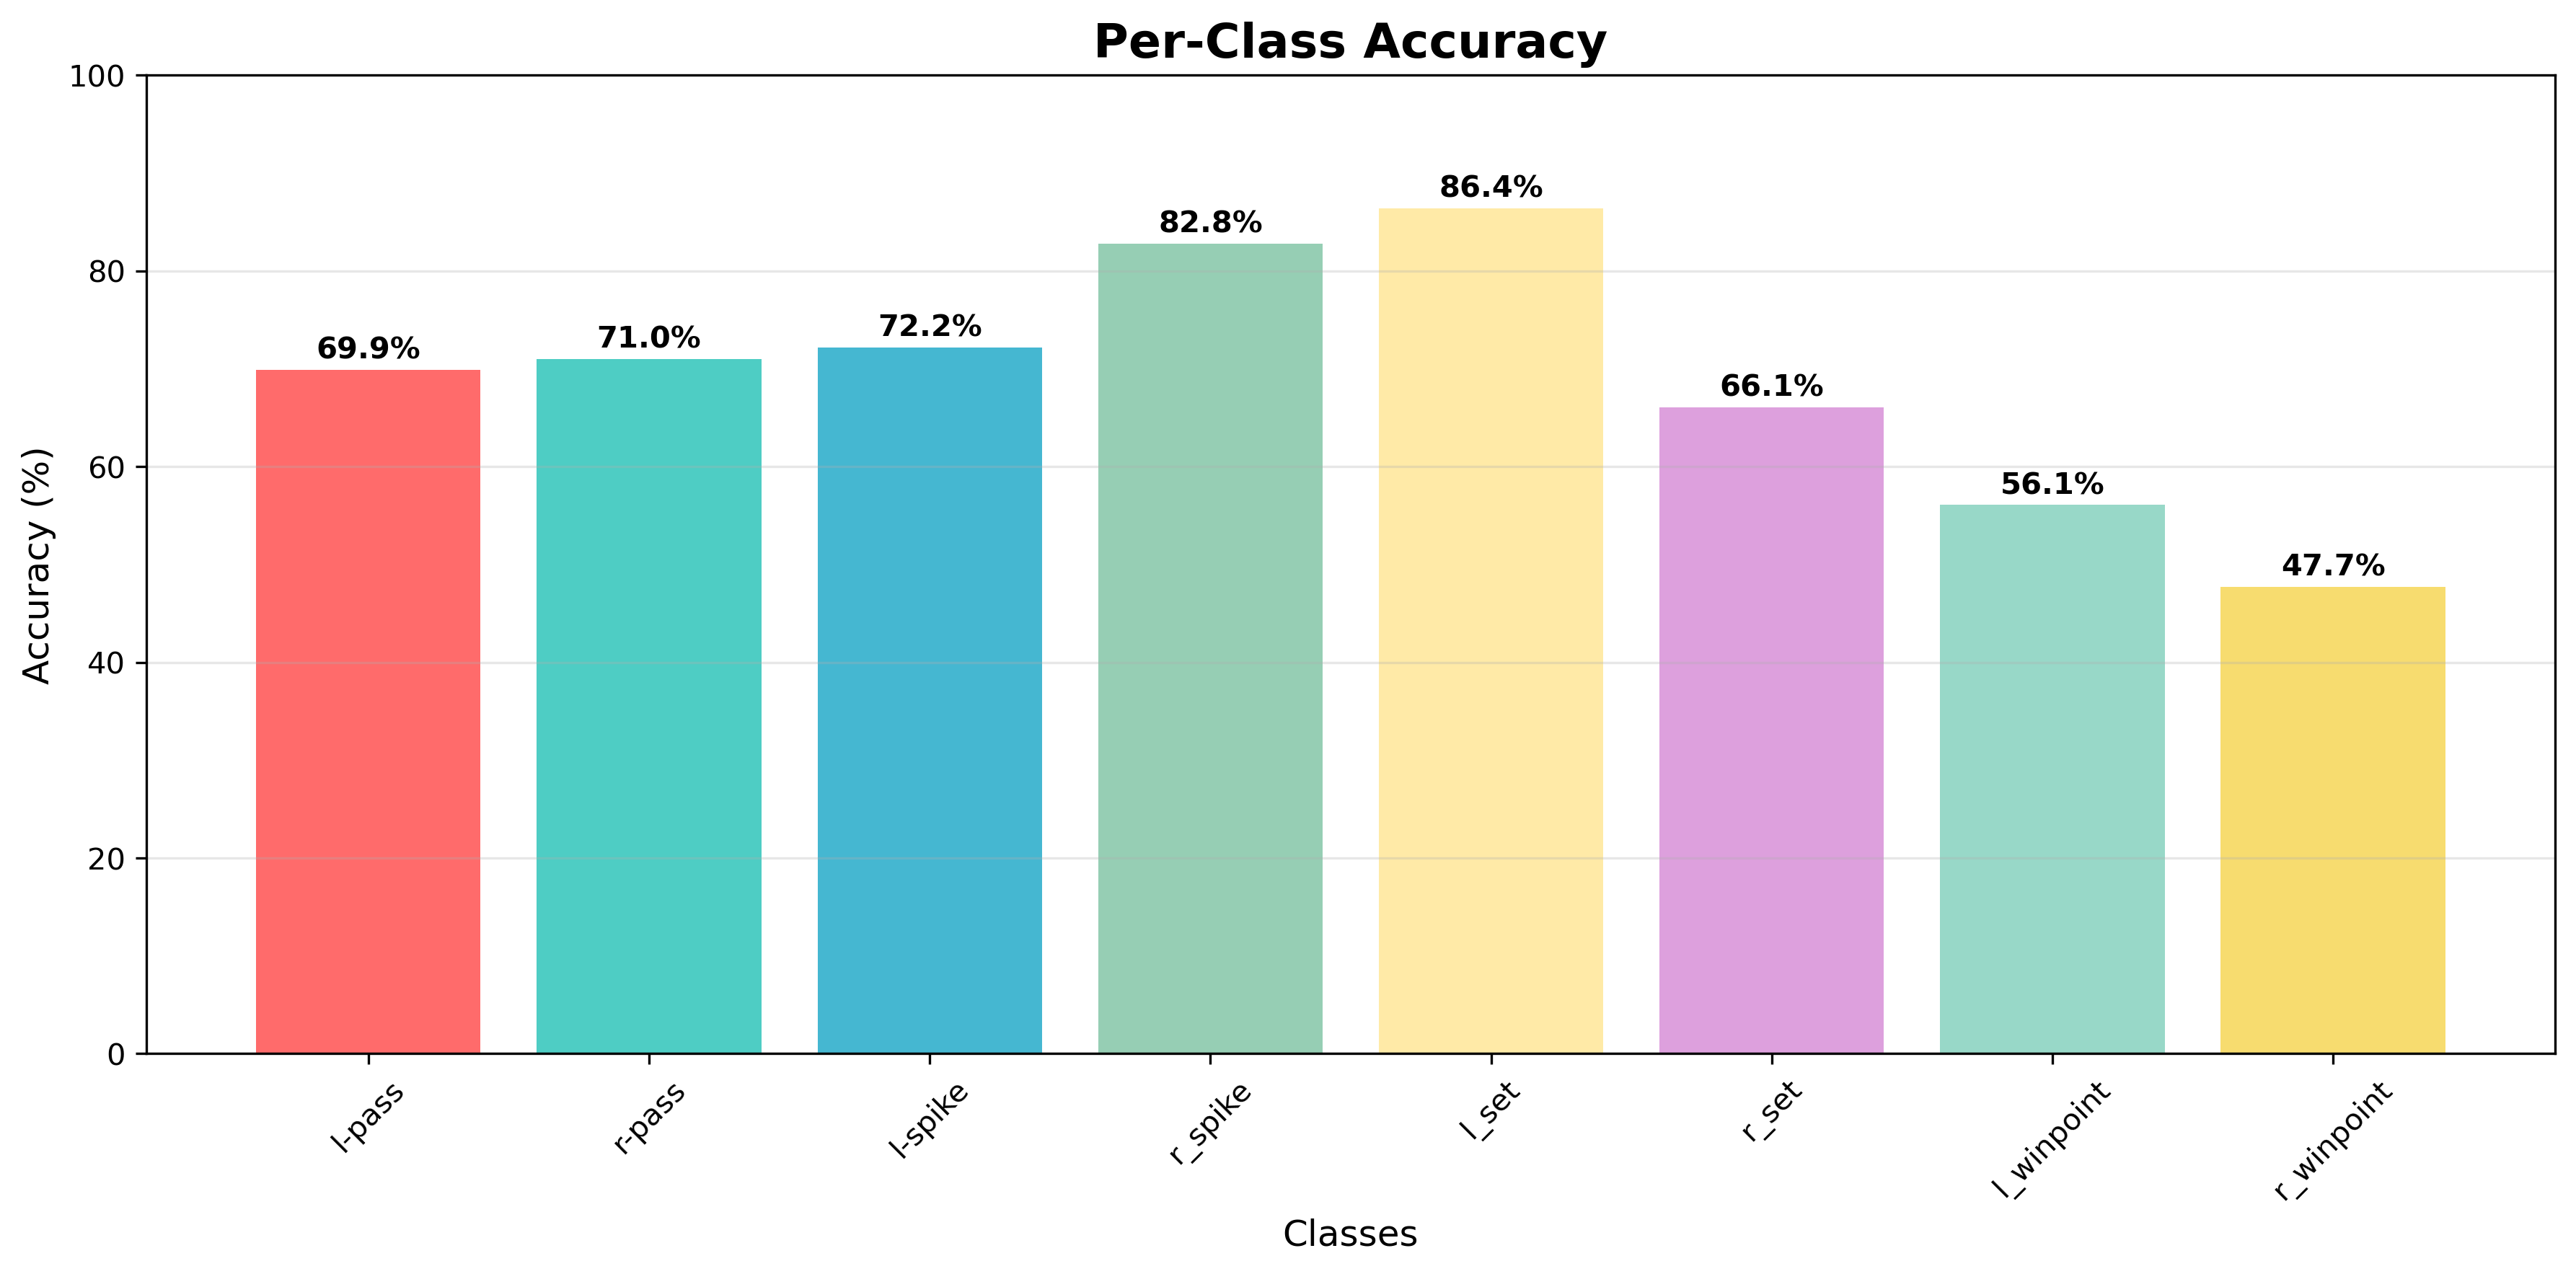 Per-Class Accuracy
Accuracy (%)
100
80
60
40
20
0
69.9%
71.0%
72.2%
82.8%
86.4%
66.1%
56.1%
47.7%
l-pass
r-pass
l-spike
r_spike
l_set
r_set
l_winpoint
r_winpoint
Classes